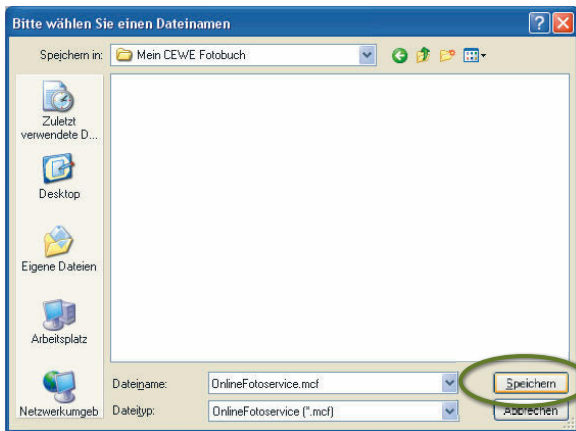 Bitte wählen Sie einen Dateinamen
Speichern in:
Mein CEWE Fotobuch
Zuletzt
verwendete D...
Desktop
Eigene Dateien
Arbeitsplatz
Netzwerkumgeb
Dateiname:
OnlineFotoservice.mcf
Speichern
Dateityp:
OnlineFotoservice (*.mcf)
Abbrechen